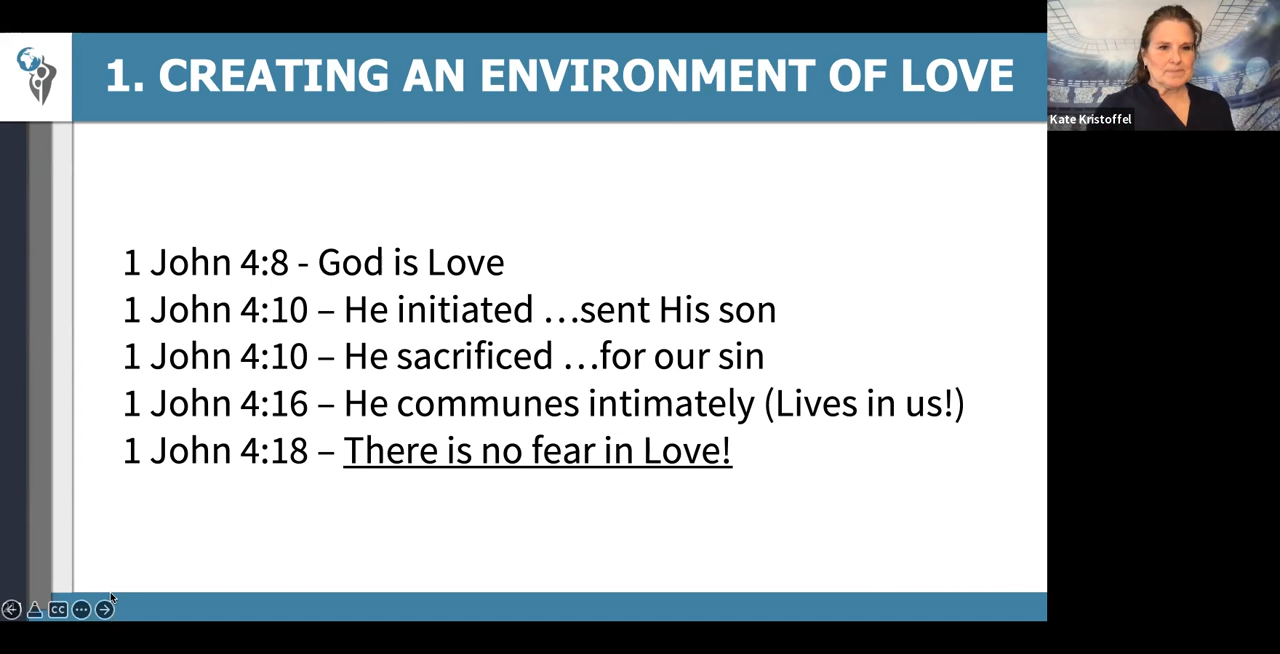 1. CREATING AN ENVIRONMENT OF LOVE
Kate Kristoffel
1 John 4:8 - God is Love
1 John 4:10 – He initiated …sent His son
1 John 4:10 – He sacrificed …for our sin
1 John 4:16 – He communes intimately (Lives in us!)
1 John 4:18 – There is no fear in Love!
CC